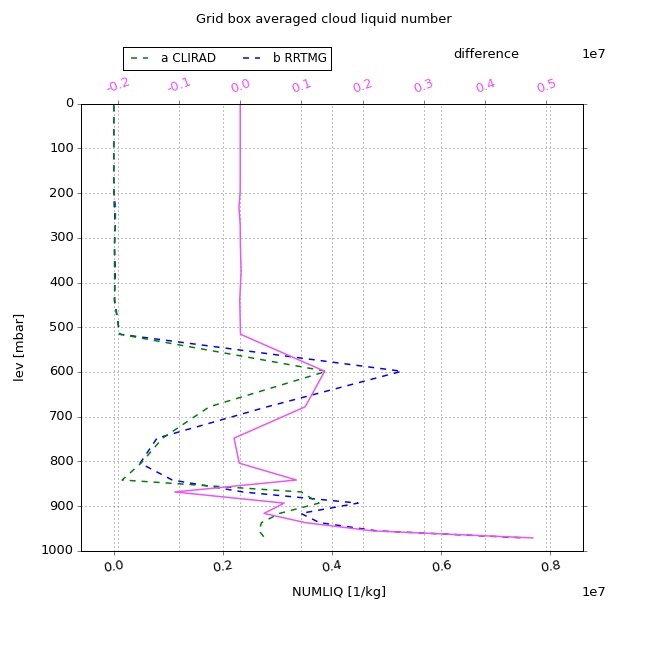 Grid box averaged cloud liquid number
a CLIRAD b RRTMG
difference 1e7
-0.2 -0.1 0.0 0.1 0.2 0.3 0.4 0.5
0
100
200
300
400
500
600
700
800
900
1000
lev [mbar]
0.0 0.2 0.4 0.6 0.8
NUMLIQ [1/kg] 1e7